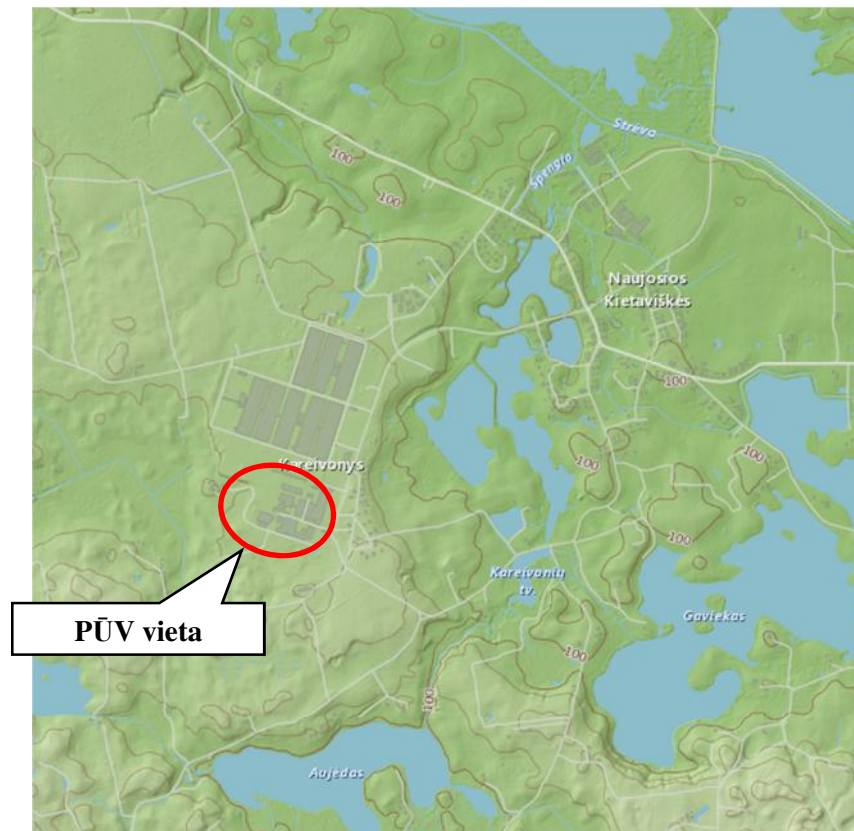 Strėva
Spengla
100
100
Naujosios
Kietaviškės
100
Kareivonys
100
100
100
Kareivonių
tv.
Gaviekas
PŪV vieta
100
100
Aujėdas